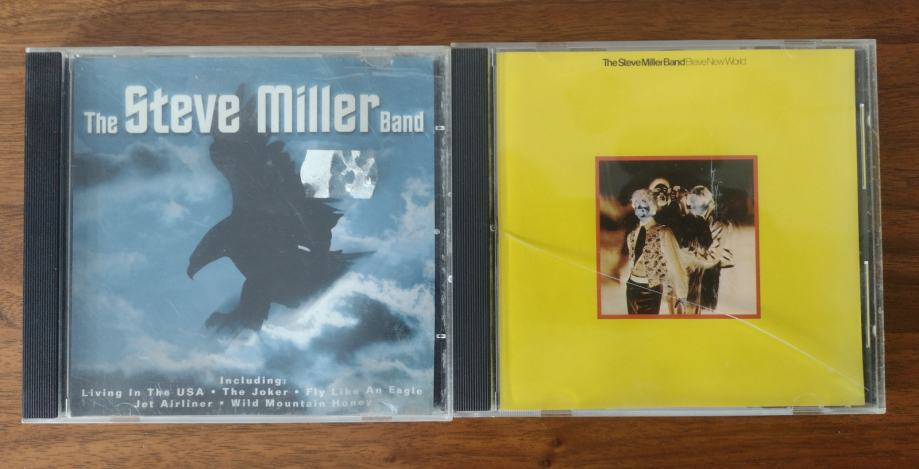 The Steve Miller Band
Including:
Living In The USA • The Joker • Fly Like An Eagle
Jet Airliner • Wild Mountain Honey
The Steve Miller Band Brave New World